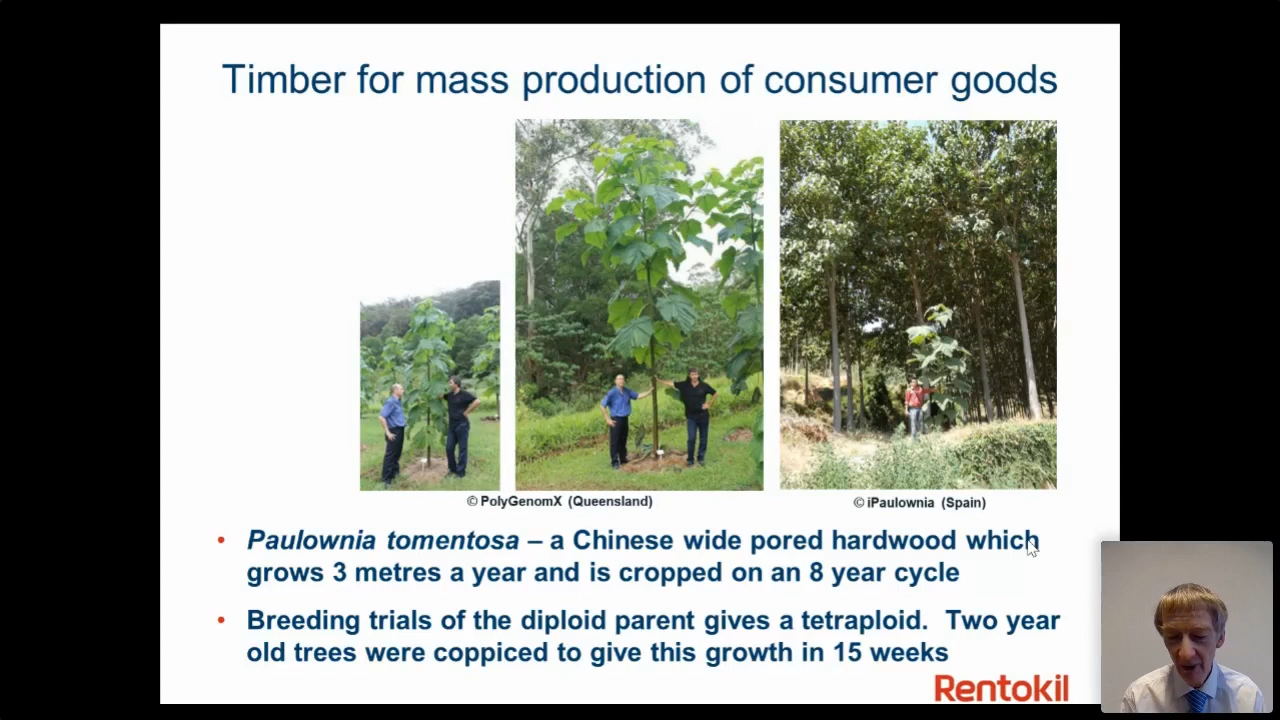 Timber for mass production of consumer goods
© PolyGenomX (Queensland)
© iPaulownia (Spain)
• Paulownia tomentosa – a Chinese wide pored hardwood which
grows 3 metres a year and is cropped on an 8 year cycle
• Breeding trials of the diploid parent gives a tetraploid.  Two year
old trees were coppiced to give this growth in 15 weeks
Rentokil